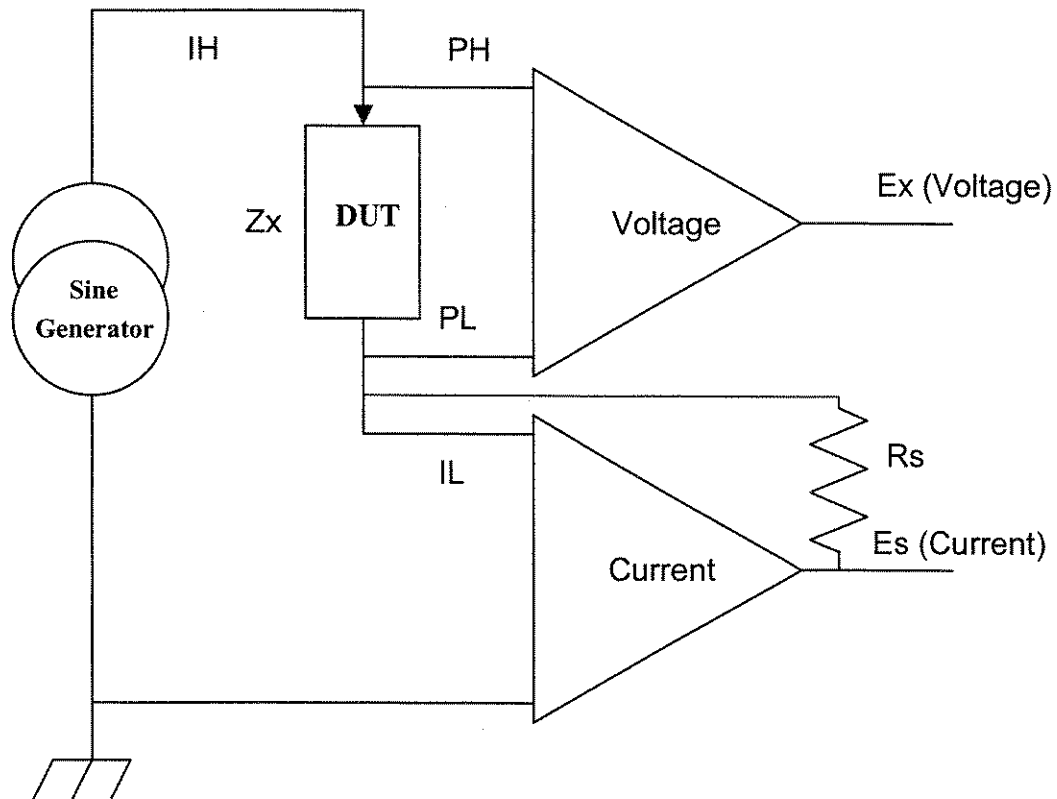 IH
PH
Ex (Voltage)
Zx
DUT
Voltage
Sine
Generator
PL
IL
Rs
Es (Current)
Current